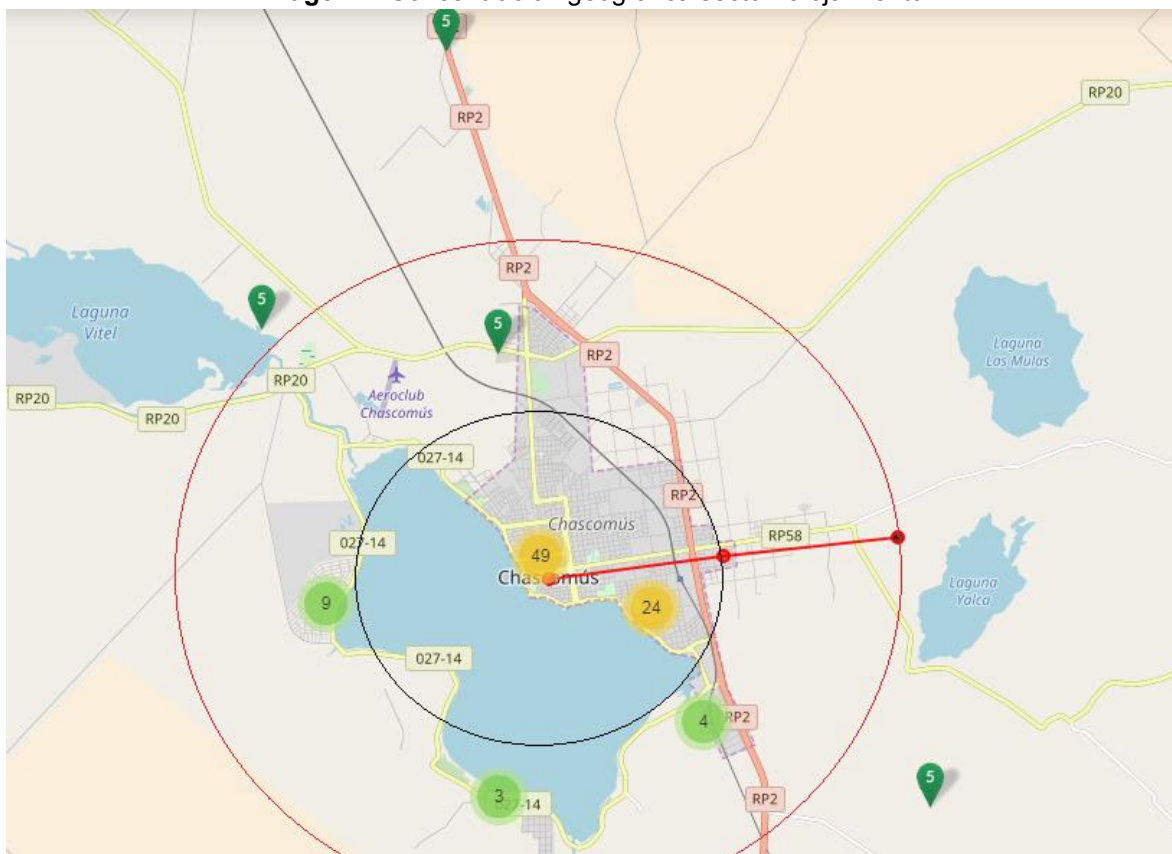 5
RP2
RP20
RP2
Laguna
Vitel
5
5
RP2
Laguna
Las Mulas
RP20
Aeroclub
Chascomús
RP20
RP20
027-14
RP2
Chascomús
49
RP58
027-14
Chascomús
Laguna
Yalca
9
24
027-14
4
RP2
5
3
027-14
RP2